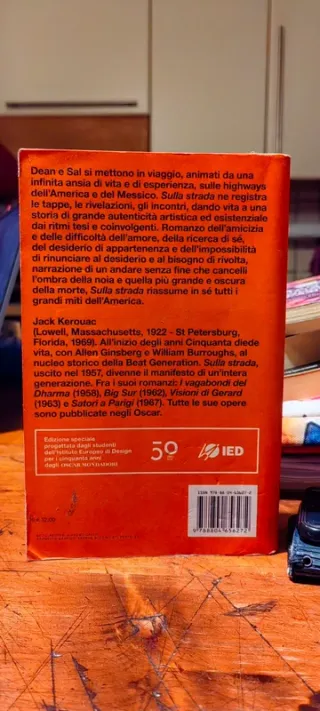 Dean e Sal si mettono in viaggio, animati da una
infinita ansia di vita e di esperienza, sulle highways
dell'America e del Messico. Sulla strada ne registra
le tappe, le rivelazioni, gli incontri, dando vita a una
storia di grande autenticità artistica ed esistenziale
dai ritmi tesi e coinvolgenti. Romanzo dell'amicizia
e delle difficoltà dell'amore, della ricerca di sé,
del desiderio di appartenenza e dell'impossibilità
di rinunciare al desiderio e al bisogno di rivolta,
narrazione di un andare senza fine che cancelli
l'ombra della noia e quella più grande e oscura
della morte, Sulla strada riassume in sé tutti i
grandi miti dell'America.
Jack Kerouac
(Lowell, Massachusetts, 1922 - St Petersburg,
Florida, 1969). All'inizio degli anni Cinquanta diede
vita, con Allen Ginsberg e William Burroughs, al
nucleo storico della Beat Generation. Sulla strada,
uscito nel 1957, divenne il manifesto di un'intera
generazione. Fra i suoi romanzi: I vagabondi del
Dharma (1958), Big Sur (1962), Visioni di Gerard
(1963) e Satori a Parigi (1967). Tutte le sue opere
sono pubblicate negli Oscar.
Edizione speciale
progettata dagli studenti
dell'Istituto Europeo di Design
per i cinquanta anni
degli OSCAR MONDADORI
50
IED
9788804656272